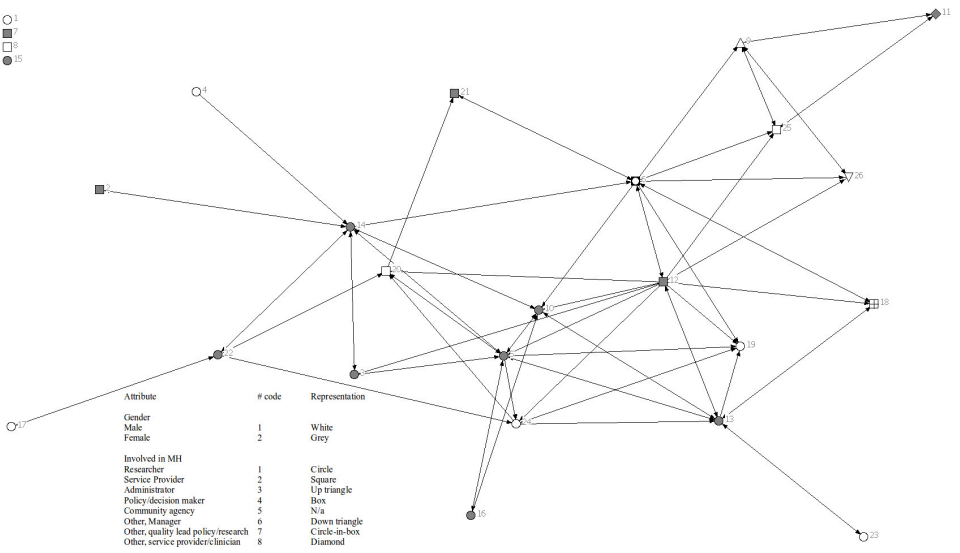 1
7
8
15
11
9
4
21
25
26
14
20
12
18
10
19
22
13
17
24
16
23
Attribute # code Representation
Gender
Male 1 White
Female 2 Grey
Involved in MH
Researcher 1 Circle
Service Provider 2 Square
Administrator 3 Up triangle
Policy/decision maker 4 Box
Community agency 5 N/a
Other, Manager 6 Down triangle
Other, quality lead policy/research 7 Circle-in-box
Other, service provider/clinician 8 Diamond